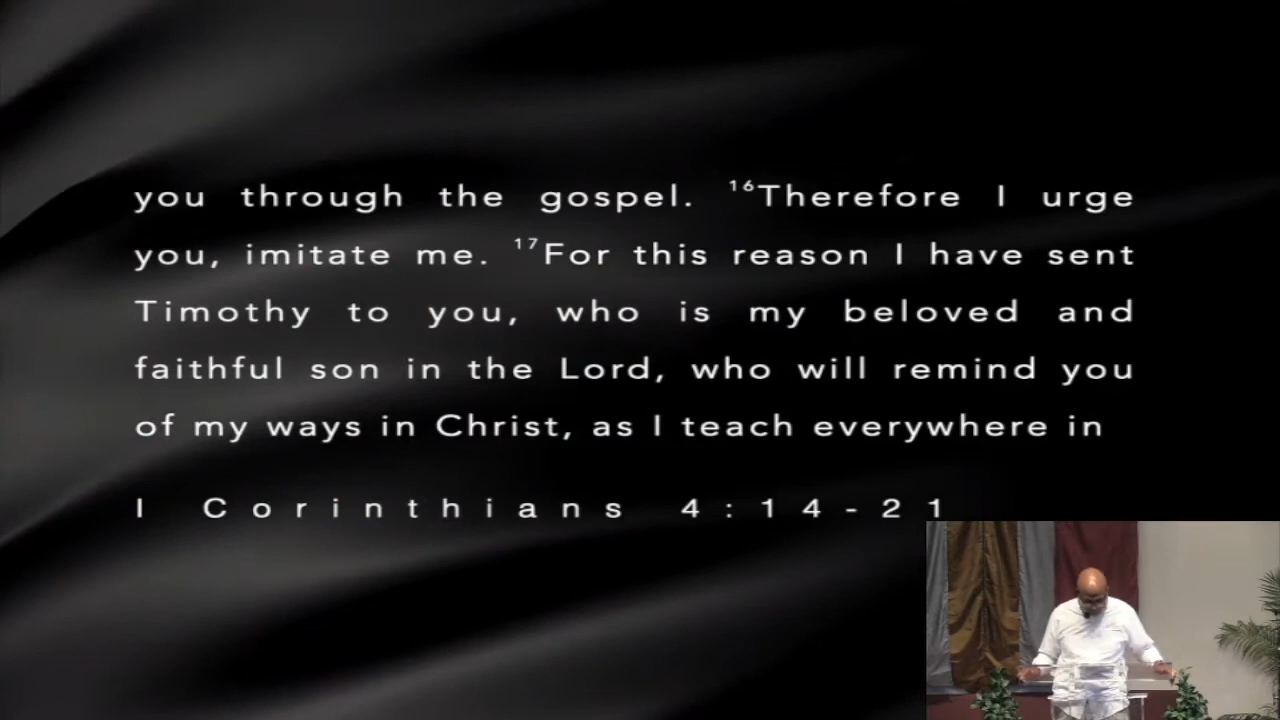 you through the gospel. ¹⁶Therefore I urge
you, imitate me. ¹⁷For this reason I have sent
Timothy to you, who is my beloved and
faithful son in the Lord, who will remind you
of my ways in Christ, as I teach everywhere in
I Corinthians 4:14-21